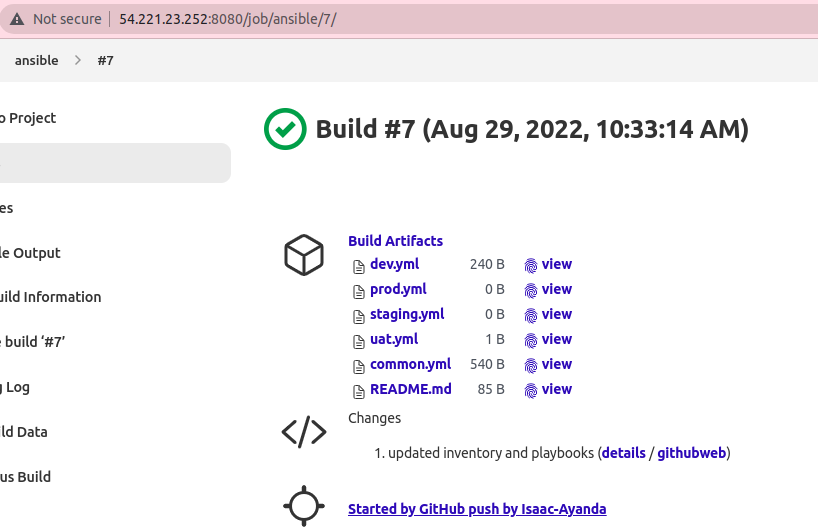 Not secure | 54.221.23.252:8080/job/ansible/7/
ansible > #7
o Project
es
le Output
uild Information
e build ‘#7’
g Log
ild Data
us Build
Build #7 (Aug 29, 2022, 10:33:14 AM)
Build Artifacts
dev.yml 240 B view
prod.yml 0 B view
staging.yml 0 B view
uat.yml 1 B view
common.yml 540 B view
README.md 85 B view
Changes
1. updated inventory and playbooks (details / githubweb)
Started by GitHub push by Isaac-Ayanda